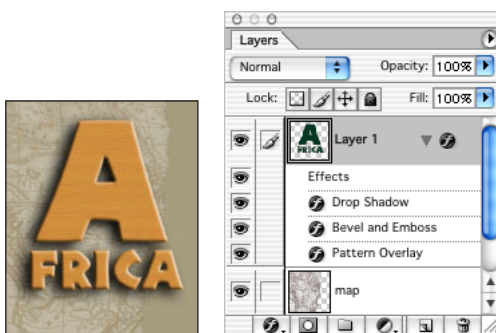 A
FRICA
Layers
Normal
Opacity: 100%
Lock:
Fill: 100%
A
FRICA
Layer 1
Effects
Drop Shadow
Bevel and Emboss
Pattern Overlay
map